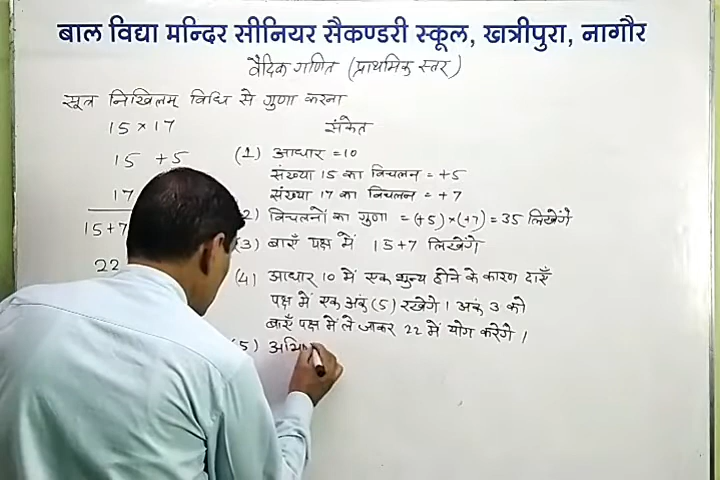 बाल विद्या मन्दिर सीनियर सैकण्डरी स्कूल, खत्रीपुरा, नागौर
वैदिक गणित (प्राथमिक स्तर)
सूत्र निखिलम् विधि से गुणा करना
15 × 17
संकेत
15 +5
17
15+7
22
(1) आधार = 10
संख्या 15 का विचलन = +5
संख्या 17 का विचलन = +7
2) विचलनों का गुणा = (+5)×(+7) = 35 लिखेंगे
(3) बाएँ पक्ष में 15+7 लिखेंगे
(4) आधार 10 में एक शून्य होने के कारण दाएँ
पक्ष में एक अंक (5) रखेंगे। अंक 3 को
बाएँ पक्ष में ले जाकर 22 में योग करेंगे।
(5)